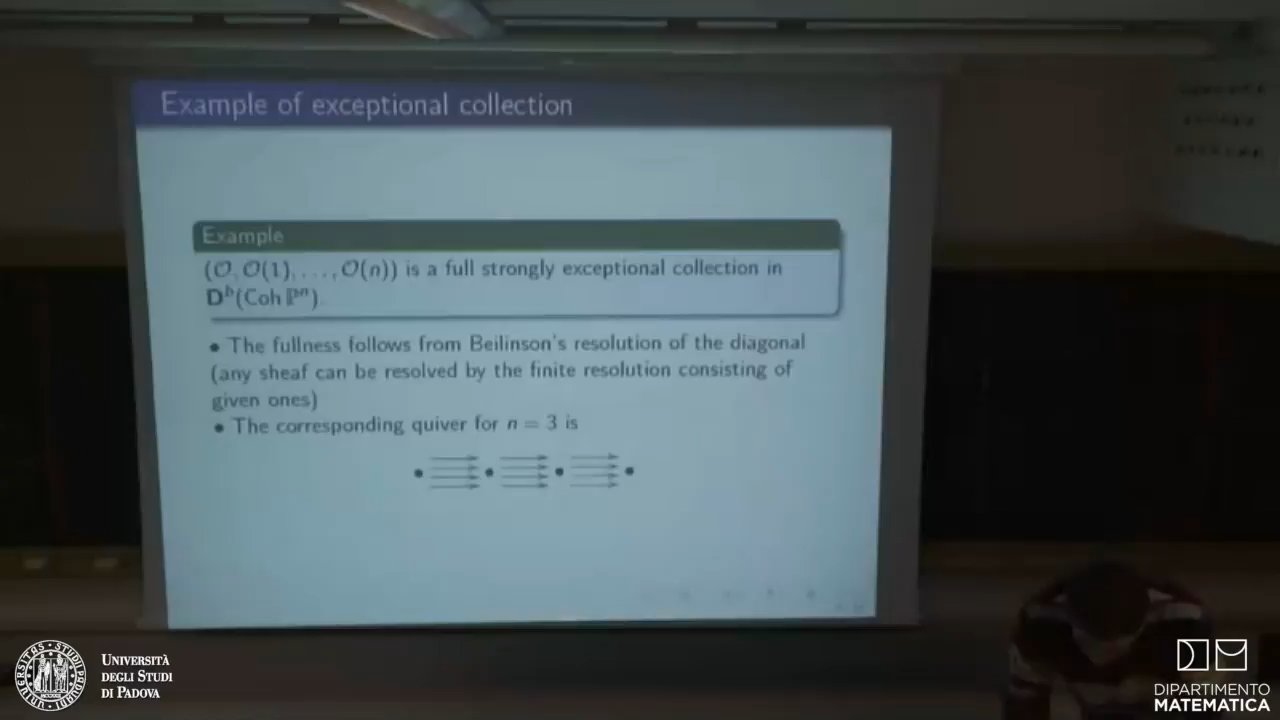 Example of exceptional collection
Example
(O, O(1), . . . , O(n)) is a full strongly exceptional collection in
D^b(Coh ℙ^n).
• The fullness follows from Beilinson's resolution of the diagonal
(any sheaf can be resolved by the finite resolution consisting of
given ones)
• The corresponding quiver for n = 3 is
UNIVERSITÀ
DEGLI STUDI
DI PADOVA
DIPARTIMENTO
MATEMATICA